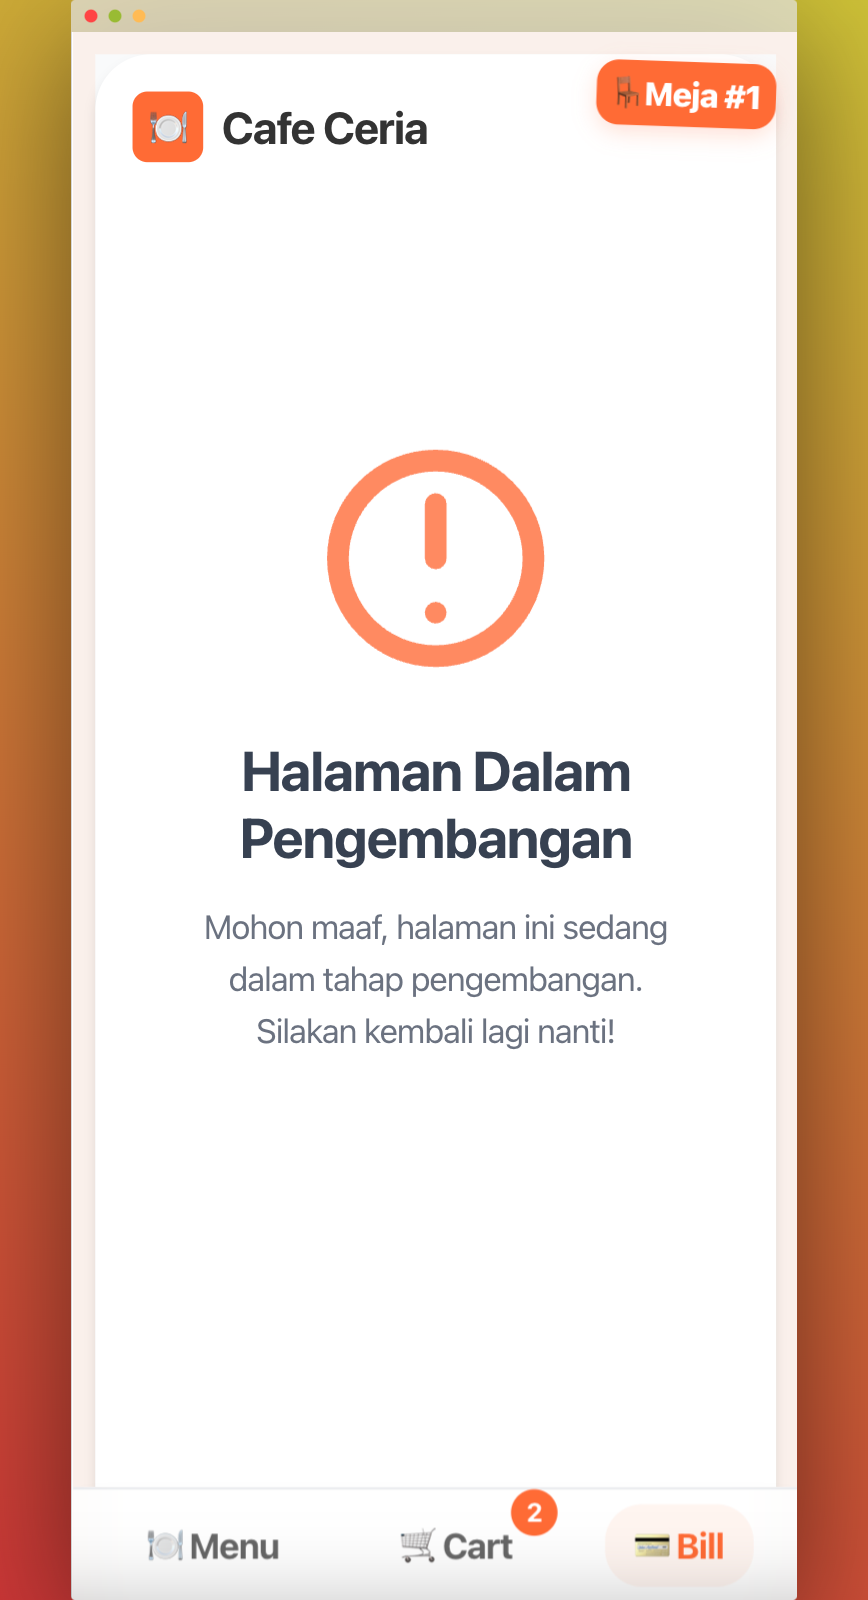 Cafe Ceria
Meja #1
Halaman Dalam
Pengembangan
Mohon maaf, halaman ini sedang
dalam tahap pengembangan.
Silakan kembali lagi nanti!
Menu
Cart
2
Bill